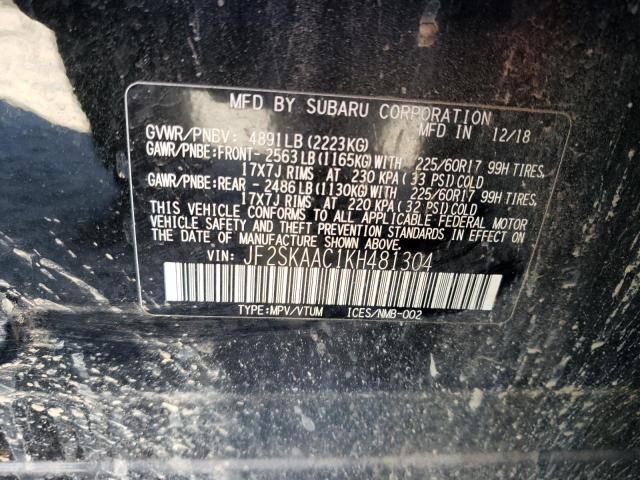 MFD BY SUBARU CORPORATION
MFD IN 12/18
GVWR/PNBV: 4891LB (2223KG)
GAWR/PNBE:FRONT- 2563LB (1165KG)WITH 225/60R17 99H TIRES,
17X7J RIMS AT 230 KPA ( 33 PSI)COLD
GAWR/PNBE:REAR - 2486LB (1130KG)WITH 225/60R17 99H TIRES,
17X7J RIMS AT 220 KPA ( 32 PSI)COLD
THIS VEHICLE CONFORMS TO ALL APPLICABLE FEDERAL MOTOR
VEHICLE SAFETY AND THEFT PREVENTION STANDARDS IN EFFECT
ON THE DATE OF MANUFACTURE SHOWN ABOVE.
VIN: JF2SKAAC1KH481304
TYPE:MPV/VTUM ICES/NMB-002